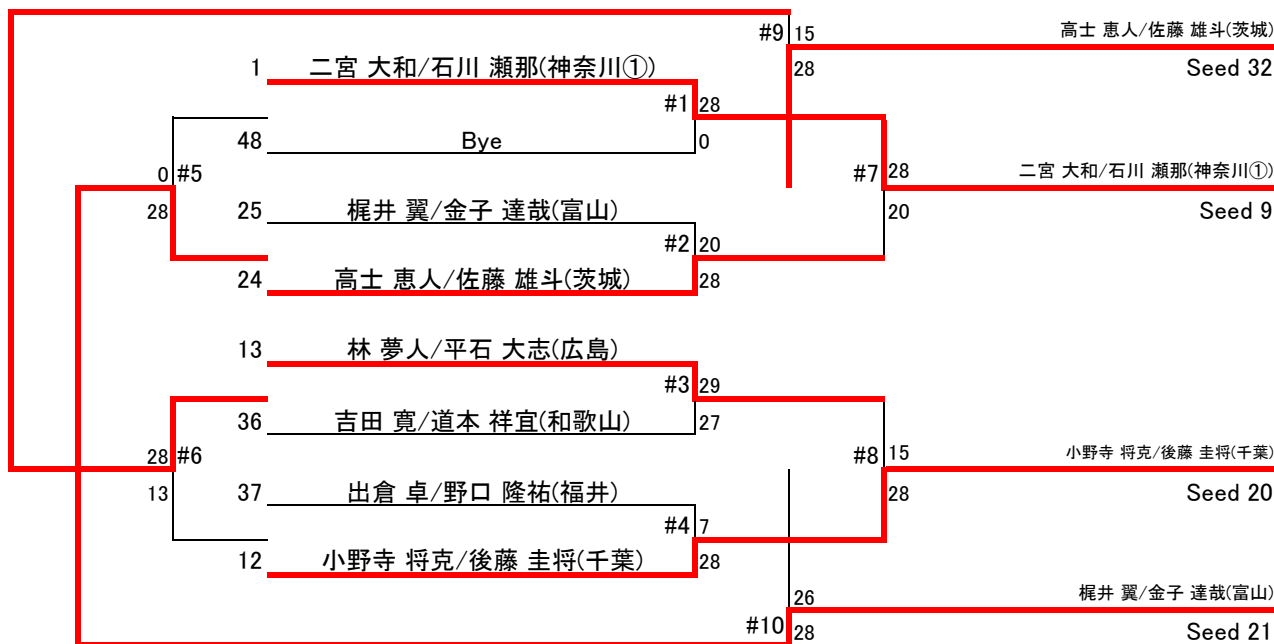 #9 15 高士 恵人/佐藤 雄斗(茨城)
1 二宮 大和/石川 瀬那(神奈川①) 28 Seed 32
#1 28
48 Bye 0
0 #5 #7 28 二宮 大和/石川 瀬那(神奈川①)
28 25 梶井 翼/金子 達哉(富山) 20 Seed 9
#2 20
24 高士 恵人/佐藤 雄斗(茨城) 28
13 林 夢人/平石 大志(広島)
#3 29
36 吉田 寛/道本 祥宜(和歌山) 27
28 #6 #8 15 小野寺 将克/後藤 圭将(千葉)
13 37 出倉 卓/野口 隆祐(福井) 28 Seed 20
#4 7
12 小野寺 将克/後藤 圭将(千葉) 28
26 梶井 翼/金子 達哉(富山)
#10 28 Seed 21